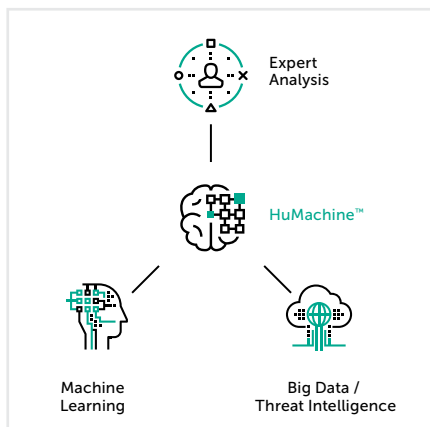 Expert
Analysis
HuMachine™
Machine
Learning
Big Data /
Threat Intelligence